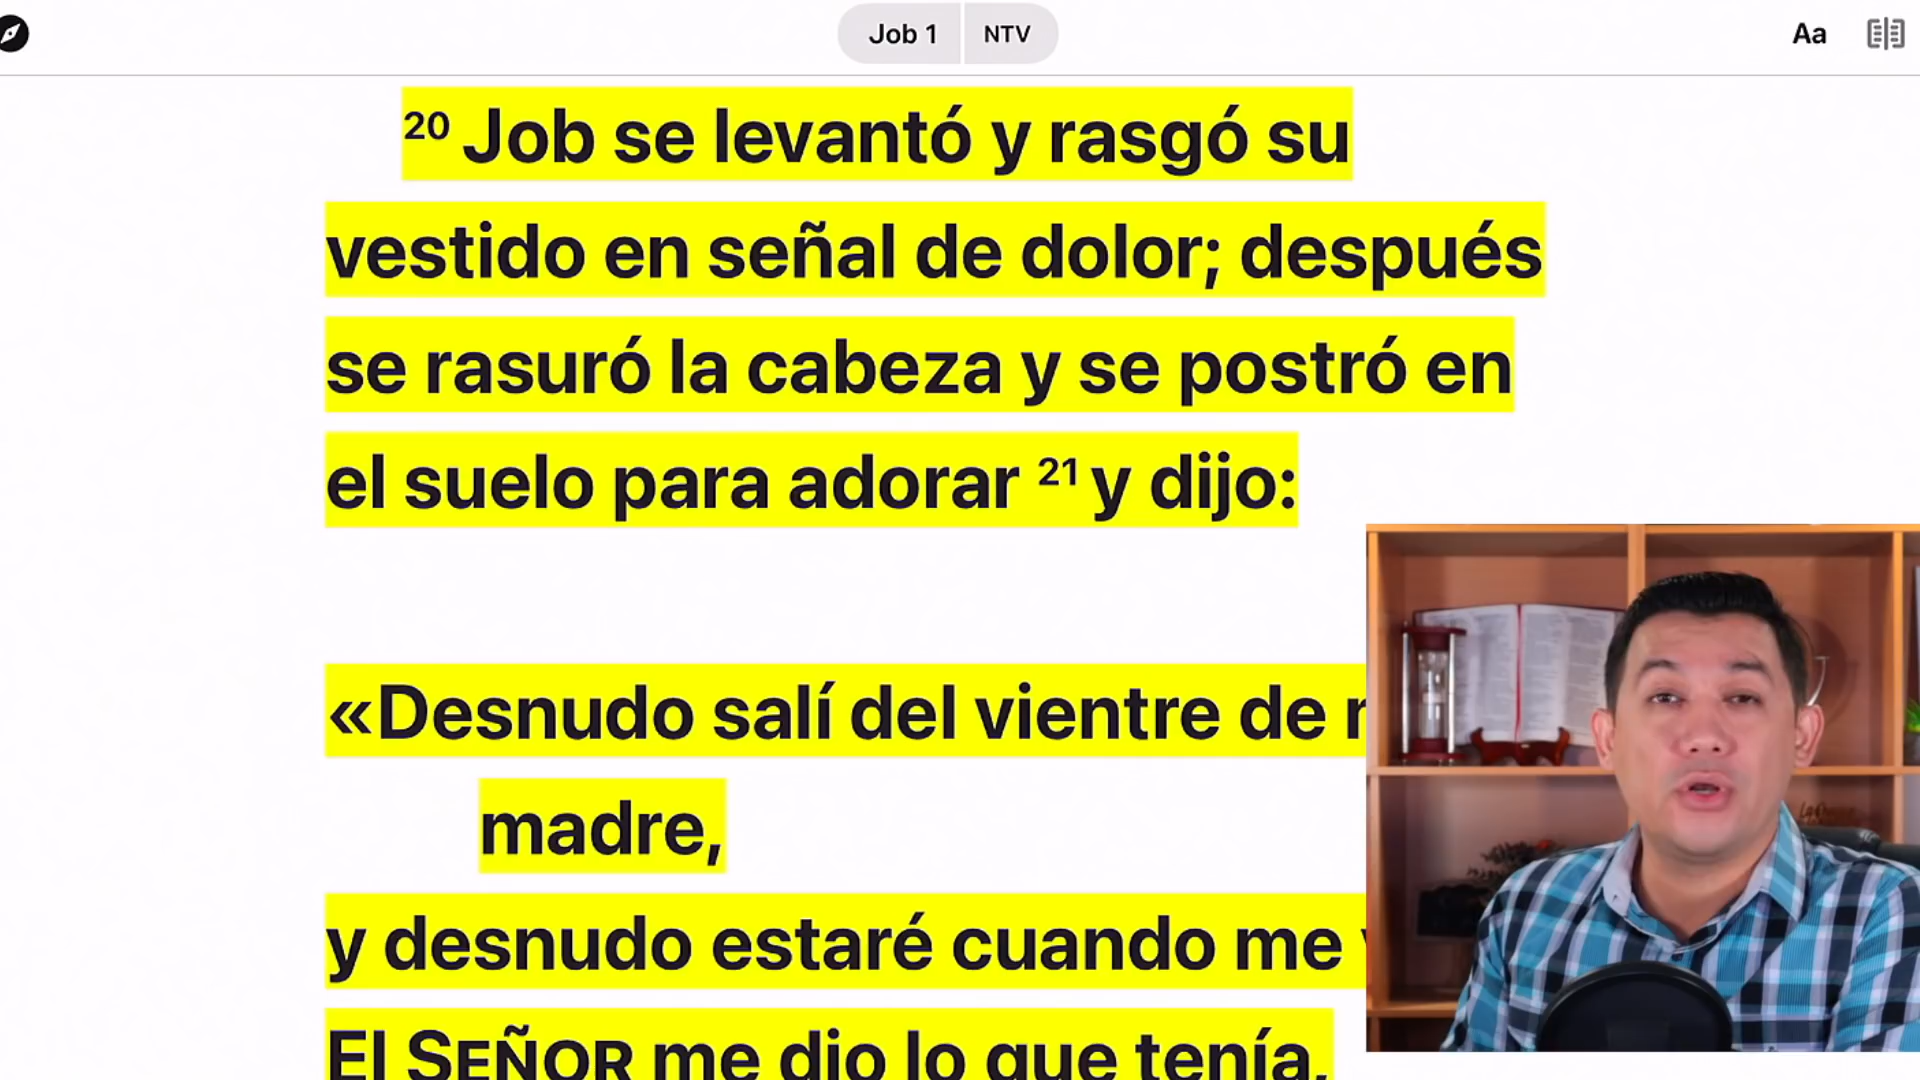 Job 1 NTV Aa
20 Job se levantó y rasgó su
vestido en señal de dolor; después
se rasuró la cabeza y se postró en
el suelo para adorar 21 y dijo:
«Desnudo salí del vientre de
madre,
y desnudo estaré cuando me
El SEÑOR me dio lo que tenía,